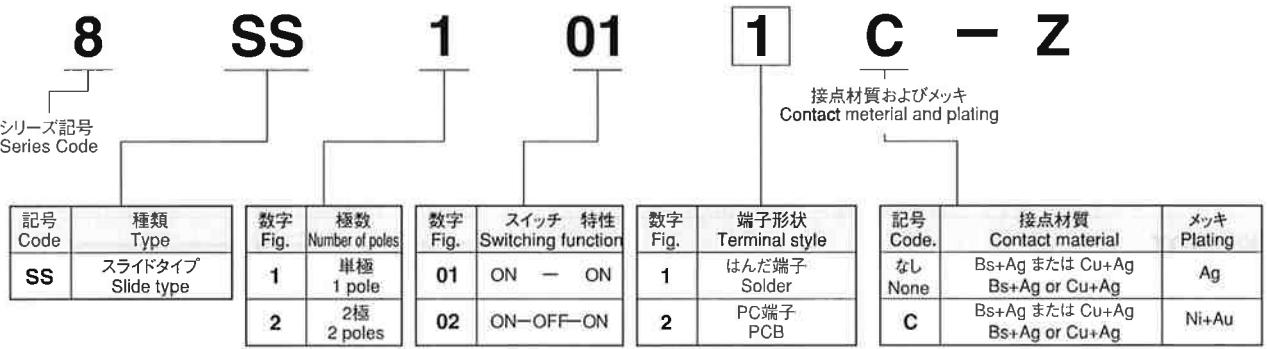 8 SS 1 01 1 C － Z
シリーズ記号
Series Code
接点材質およびメッキ
Contact meterial and plating
記号 種類
Code Type
SS スライドタイプ
Slide type
数字 極数
Fig. Number of poles
1 単極
1 pole
2 2極
2 poles
数字 スイッチ 特性
Fig. Switching function
01 ON － ON
02 ON－OFF－ON
数字 端子形状
Fig. Terminal style
1 はんだ端子
Solder
2 PC端子
PCB
記号 接点材質 メッキ
Code. Contact material Plating
なし Bs+Ag または Cu+Ag Ag
None Bs+Ag or Cu+Ag
C Bs+Ag または Cu+Ag Ni+Au
Bs+Ag or Cu+Ag